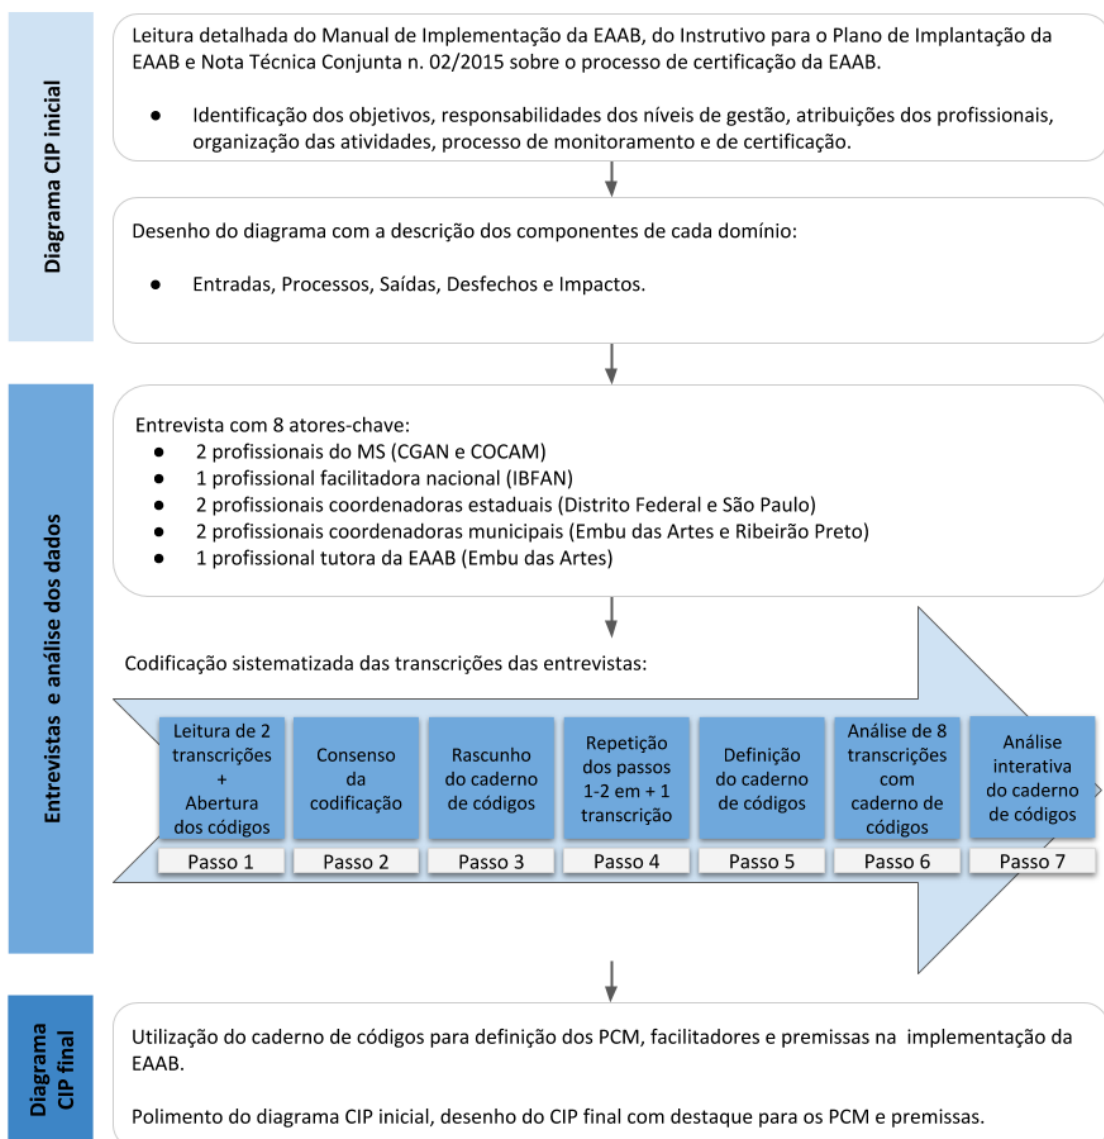 Diagrama CIP inicial
Leitura detalhada do Manual de Implementação da EAAB, do Instrutivo para o Plano de Implantação da
EAAB e Nota Técnica Conjunta n. 02/2015 sobre o processo de certificação da EAAB.
● Identificação dos objetivos, responsabilidades dos níveis de gestão, atribuições dos profissionais,
organização das atividades, processo de monitoramento e de certificação.
Desenho do diagrama com a descrição dos componentes de cada domínio:
● Entradas, Processos, Saídas, Desfechos e Impactos.
Entrevistas e análise dos dados
Entrevista com 8 atores-chave:
● 2 profissionais do MS (CGAN e COCAM)
● 1 profissional facilitadora nacional (IBFAN)
● 2 profissionais coordenadoras estaduais (Distrito Federal e São Paulo)
● 2 profissionais coordenadoras municipais (Embu das Artes e Ribeirão Preto)
● 1 profissional tutora da EAAB (Embu das Artes)
Codificação sistematizada das transcrições das entrevistas:
Leitura de 2
transcrições
+
Abertura
dos códigos
Passo 1
Consenso
da
codificação
Passo 2
Rascunho
do caderno
de códigos
Passo 3
Repetição
dos passos
1-2 em + 1
transcrição
Passo 4
Definição
do caderno
de códigos
Passo 5
Análise de 8
transcrições
com
caderno de
códigos
Passo 6
Análise
interativa
do caderno
de códigos
Passo 7
Diagrama
CIP final
Utilização do caderno de códigos para definição dos PCM, facilitadores e premissas na implementação da
EAAB.
Polimento do diagrama CIP inicial, desenho do CIP final com destaque para os PCM e premissas.